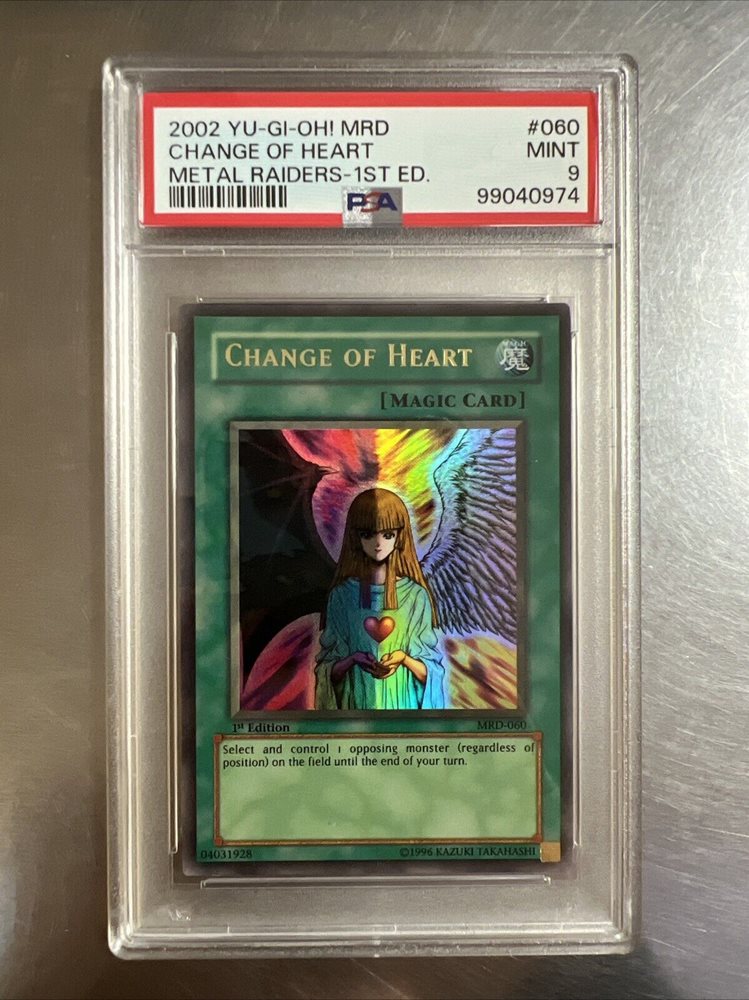 2002 YU-GI-OH! MRD #060
CHANGE OF HEART MINT
METAL RAIDERS-1ST ED. 9
PSA 99040974
CHANGE OF HEART
MAGIC
魔
[MAGIC CARD]
1st Edition MRD-060
Select and control 1 opposing monster (regardless of
position) on the field until the end of your turn.
04031928 ©1996 KAZUKI TAKAHASHI